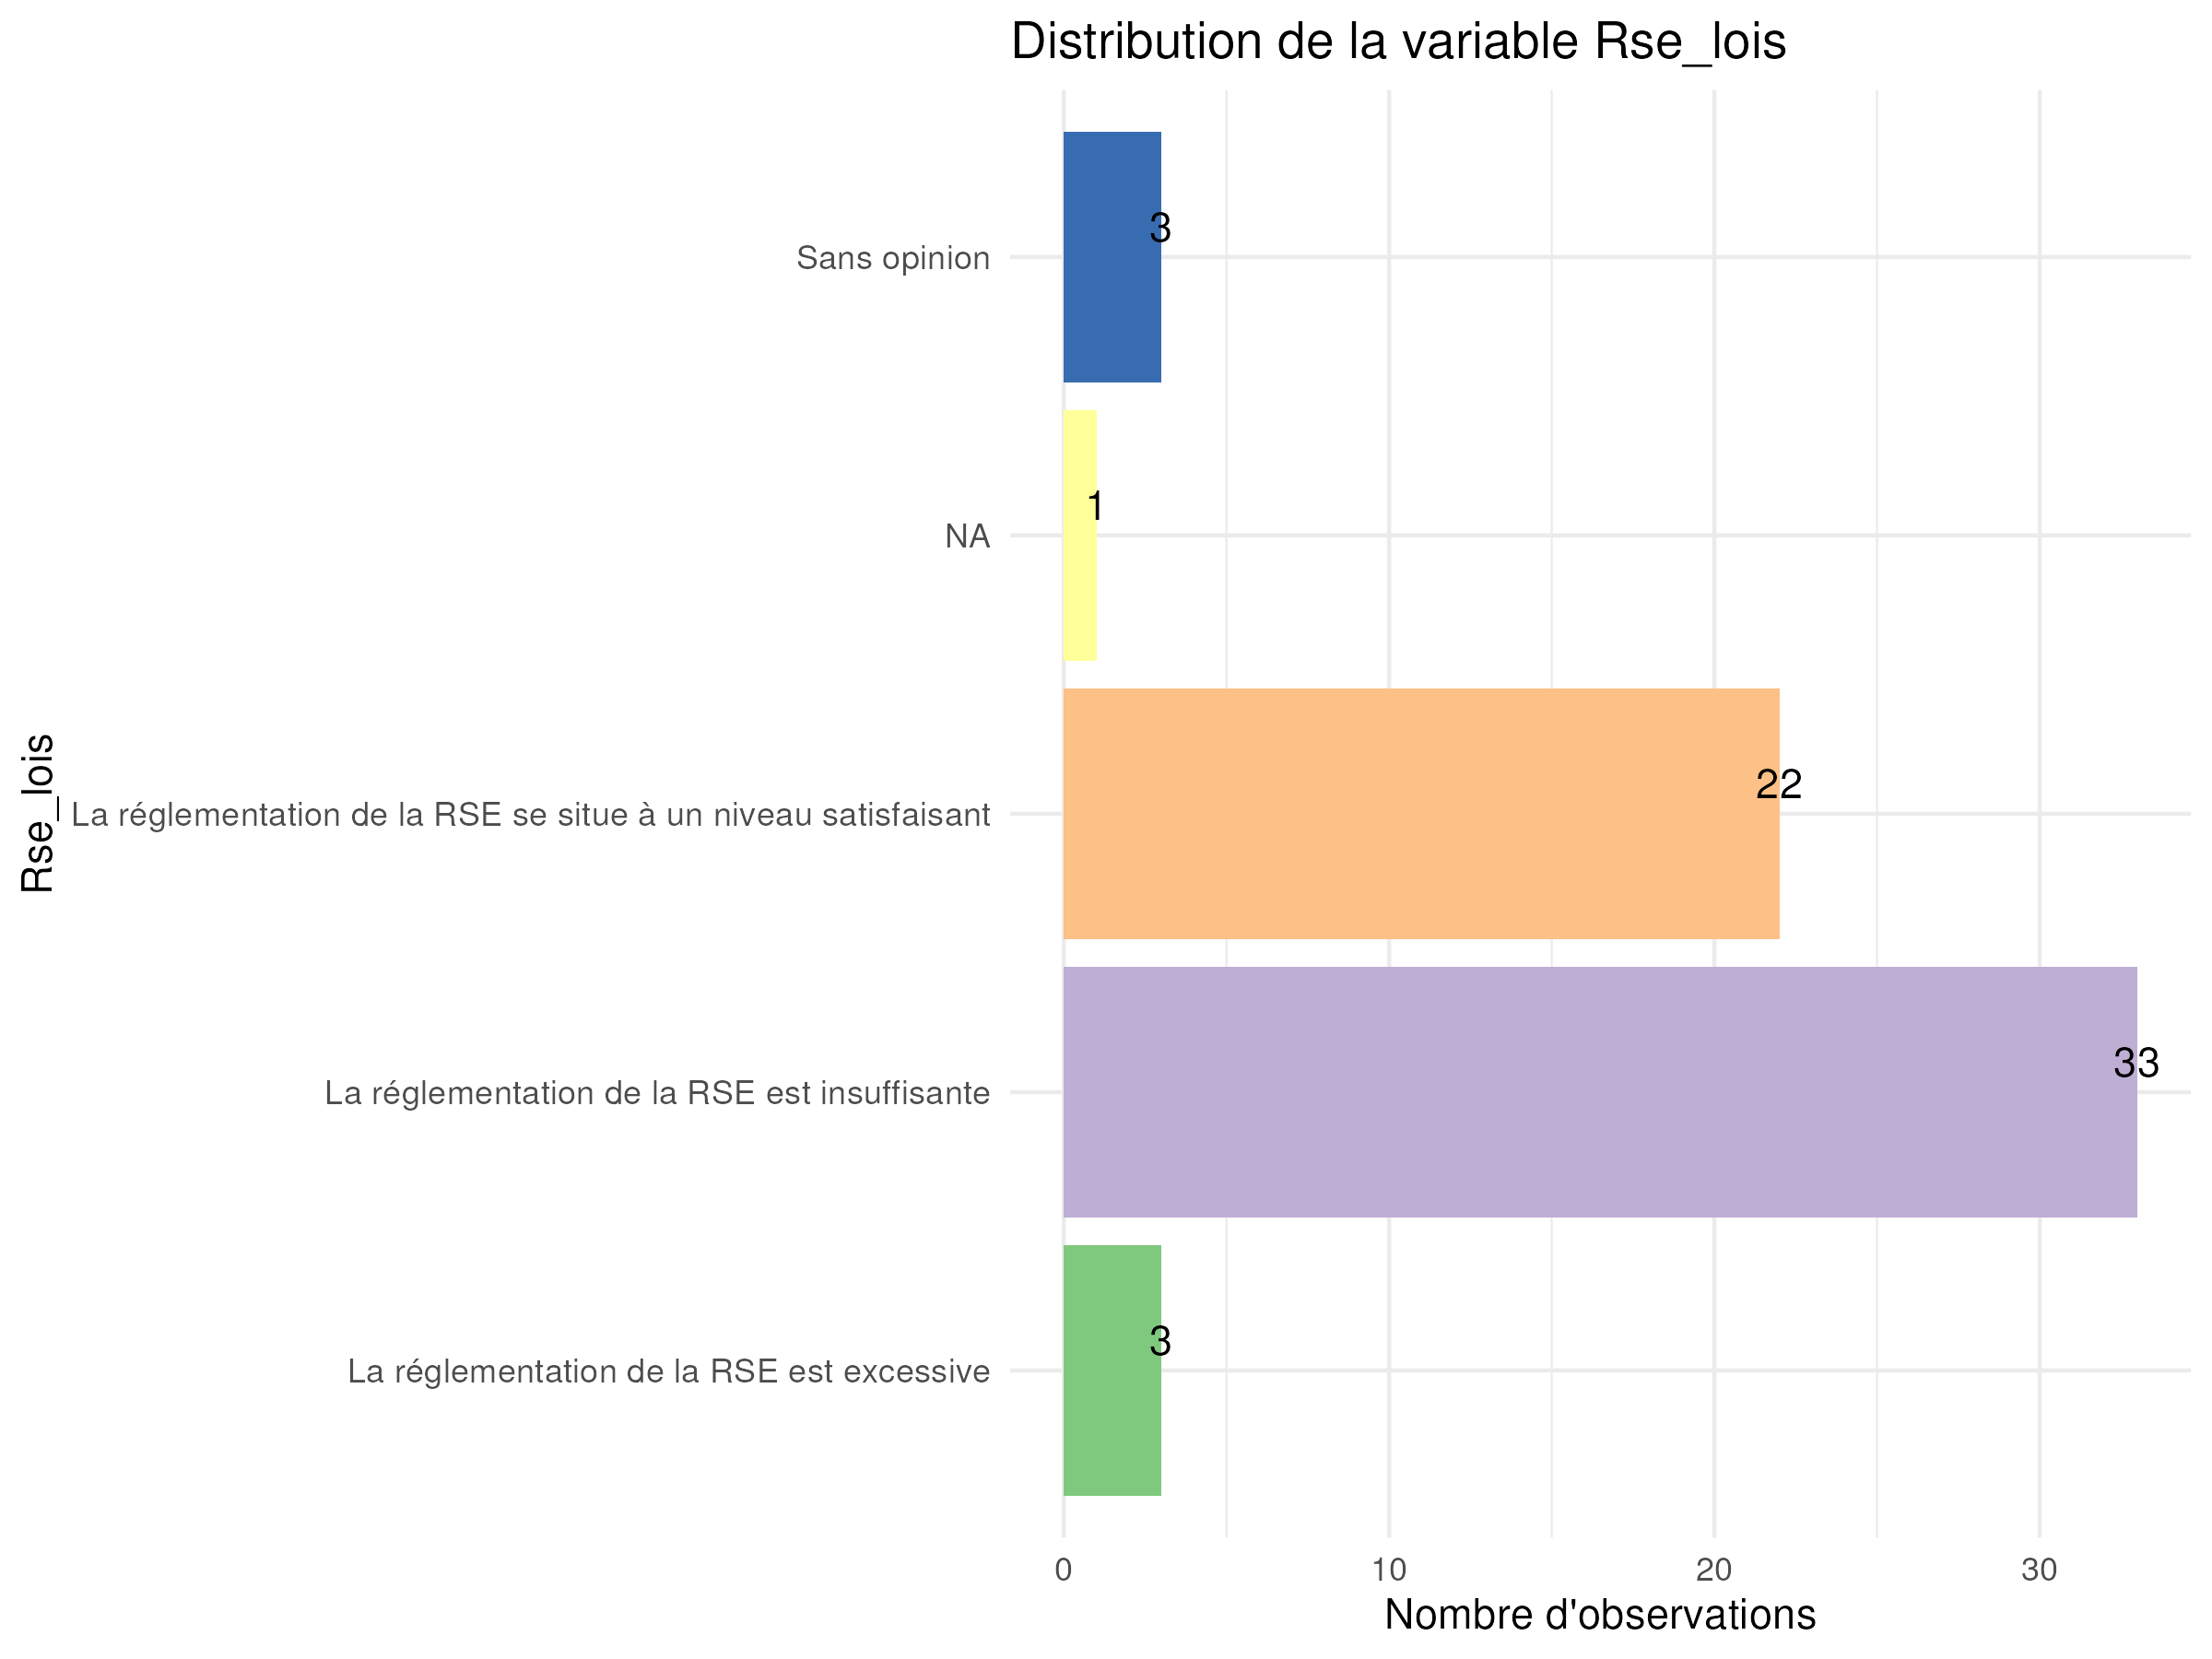 Distribution de la variable Rse_lois
Rse_lois
Sans opinion
3
NA
1
La réglementation de la RSE se situe à un niveau satisfaisant
22
La réglementation de la RSE est insuffisante
33
La réglementation de la RSE est excessive
3
0 10 20 30
Nombre d'observations